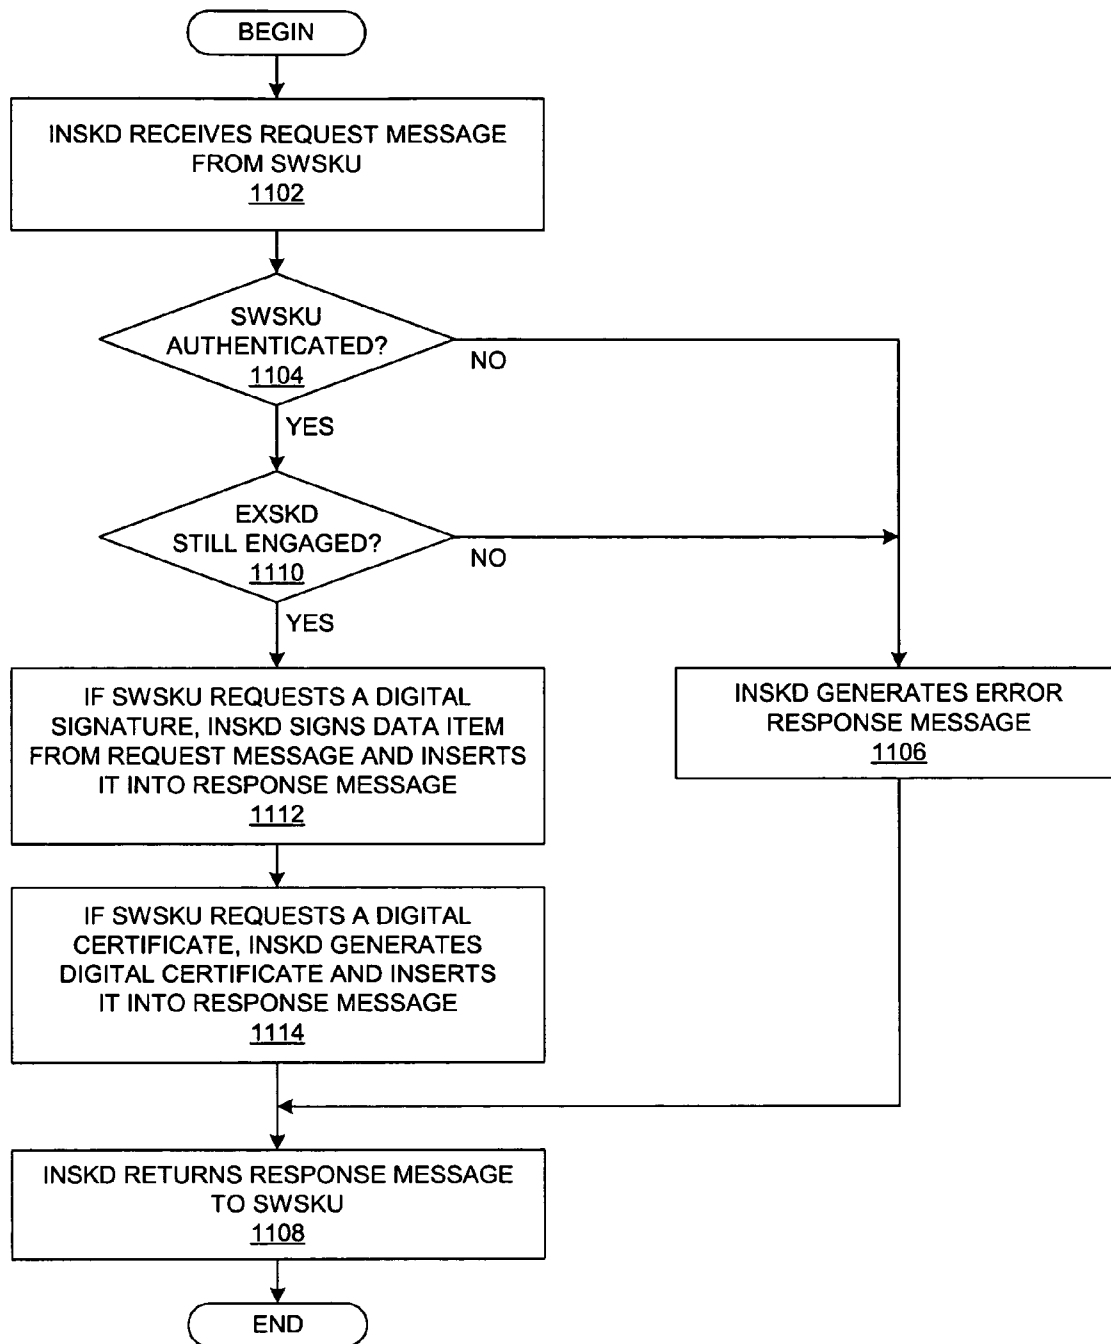 BEGIN
INSKD RECEIVES REQUEST MESSAGE
FROM SWSKU
1102
SWSKU
AUTHENTICATED?
1104
NO
YES
EXSKD
STILL ENGAGED?
1110
NO
YES
IF SWSKU REQUESTS A DIGITAL
SIGNATURE, INSKD SIGNS DATA ITEM
FROM REQUEST MESSAGE AND INSERTS
IT INTO RESPONSE MESSAGE
1112
INSKD GENERATES ERROR
RESPONSE MESSAGE
1106
IF SWSKU REQUESTS A DIGITAL
CERTIFICATE, INSKD GENERATES
DIGITAL CERTIFICATE AND INSERTS
IT INTO RESPONSE MESSAGE
1114
INSKD RETURNS RESPONSE MESSAGE
TO SWSKU
1108
END